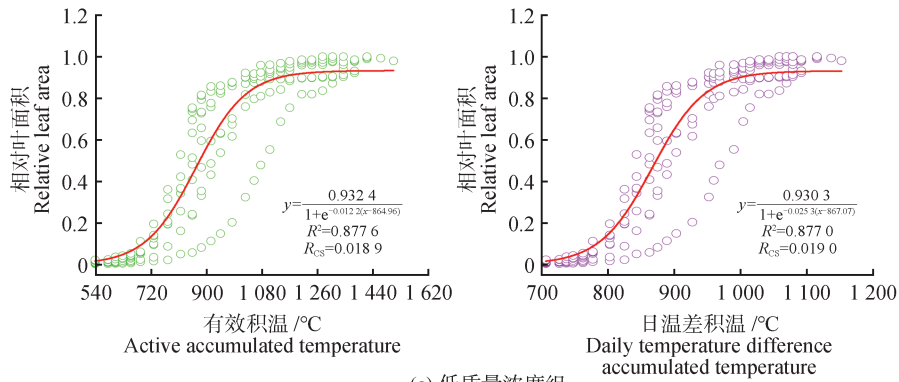 1.2
1.0
0.8
0.6
0.4
0.2
0
相对叶面积
Relative leaf area
y=0.932 4/1+e^-0.012 2(x-864.96)
R²=0.877 6
R_CS=0.018 9
540 720 900 1 080 1 260 1 440 1 620
有效积温 /°C
Active accumulated temperature
1.2
1.0
0.8
0.6
0.4
0.2
0
相对叶面积
Relative leaf area
y=0.930 3/1+e^-0.025 3(x-867.07)
R²=0.877 0
R_CS=0.019 0
700 800 900 1 000 1 100 1 200
日温差积温 /°C
Daily temperature difference
accumulated temperature